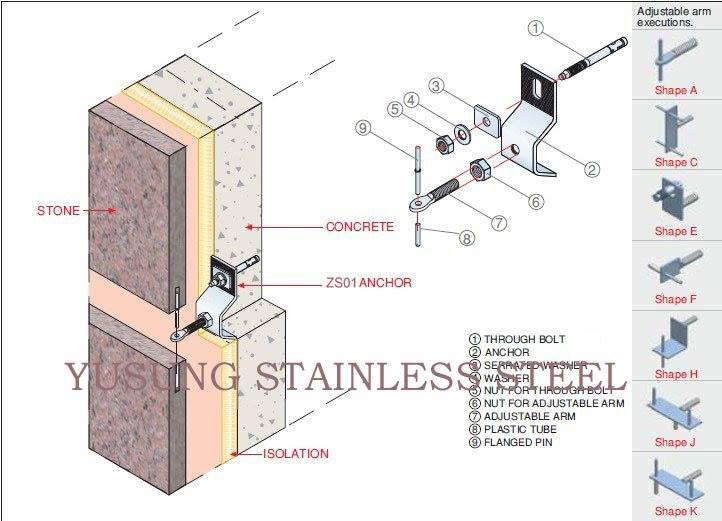 STONE
CONCRETE
ZS01 ANCHOR
ISOLATION
1
2
3
4
5
6
7
8
9
1 THROUGH BOLT
2 ANCHOR
3 SERRATED WASHER
4 WASHER
5 NUT FOR THROUGH BOLT
6 NUT FOR ADJUSTABLE ARM
7 ADJUSTABLE ARM
8 PLASTIC TUBE
9 FLANGED PIN
YUSUNG STAINLESS STEEL
Adjustable arm
executions.
Shape A
Shape C
Shape E
Shape F
Shape H
Shape J
Shape K